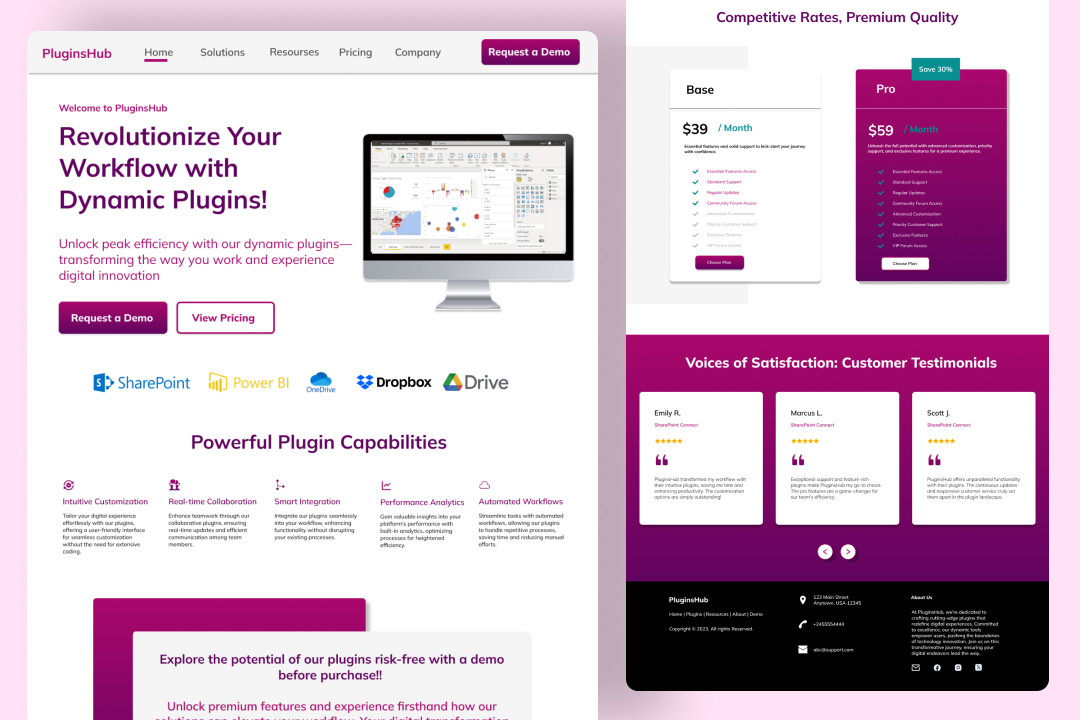 PluginsHub
Home
Solutions
Resourses
Pricing
Company
Request a Demo
Welcome to PluginsHub
Revolutionize Your
Workflow with
Dynamic Plugins!
Unlock peak efficiency with our dynamic plugins—
transforming the way you work and experience
digital innovation
Request a Demo
View Pricing
SharePoint
Power BI
OneDrive
Dropbox
Drive
Powerful Plugin Capabilities
Intuitive Customization
Tailor your digital experience
effortlessly with our plugins,
offering a user-friendly interface
for seamless customization
without the need for extensive
coding.
Real-time Collaboration
Enhance teamwork through our
collaborative plugins, ensuring
real-time updates and efficient
communication among team
members.
Smart Integration
Integrate our plugins seamlessly
into your workflow, enhancing
functionality without disrupting
your existing processes.
Performance Analytics
Gain valuable insights into your
platform's performance with
built-in analytics, optimizing
processes for heightened
efficiency.
Automated Workflows
Streamline tasks with automated
workflows, allowing our plugins
to handle repetitive processes,
saving time and reducing manual
efforts.
Explore the potential of our plugins risk-free with a demo
before purchase!!
Unlock premium features and experience firsthand how our
solutions can elevate your workflow. Your digital transformation
Competitive Rates, Premium Quality
Base
$39 / Month
Essential features and solid support to kick-start your journey
with confidence.
Essential Features Access
Standard Support
Regular Updates
Community Forum Access
Advanced Customization
Priority Customer Support
Exclusive Features
VIP Forum Access
Choose Plan
Save 30%
Pro
$59 / Month
Unleash the full potential with advanced customization, priority
support, and exclusive features for a premium experience.
Essential Features Access
Standard Support
Regular Updates
Community Forum Access
Advanced Customization
Priority Customer Support
Exclusive Features
VIP Forum Access
Choose Plan
Voices of Satisfaction: Customer Testimonials
Emily R.
SharePoint Connect
PluginsHub transformed my workflow with
their intuitive plugins, saving me time and
enhancing productivity. The customization
options are simply outstanding!
Marcus L.
SharePoint Connect
Exceptional support and feature-rich
plugins make PluginsHub my go-to choice.
The pro features are a game-changer for
our team's efficiency.
Scott J.
SharePoint Connect
PluginsHub offers unparalleled functionality
with their plugins. The continuous updates
and responsive customer service truly set
them apart in the plugin landscape.
PluginsHub
Home | Plugins | Resources | About | Demo
Copyright © 2023. All rights Reserved.
123 Main Street
Anytown, USA 12345
+2455554444
abc@support.com
About Us
At PluginsHub, we're dedicated to
crafting cutting-edge plugins that
redefine digital experiences. Committed
to excellence, our dynamic tools
empower users, pushing the boundaries
of technology innovation. Join us on this
transformative journey, ensuring your
digital endeavors lead the way.